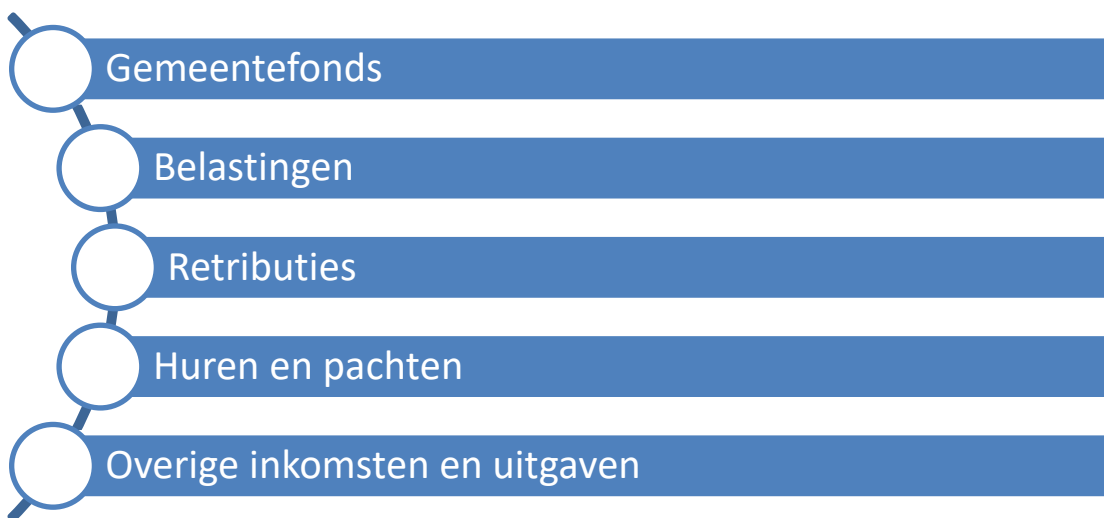 Gemeentefonds
Belastingen
Retributies
Huren en pachten
Overige inkomsten en uitgaven